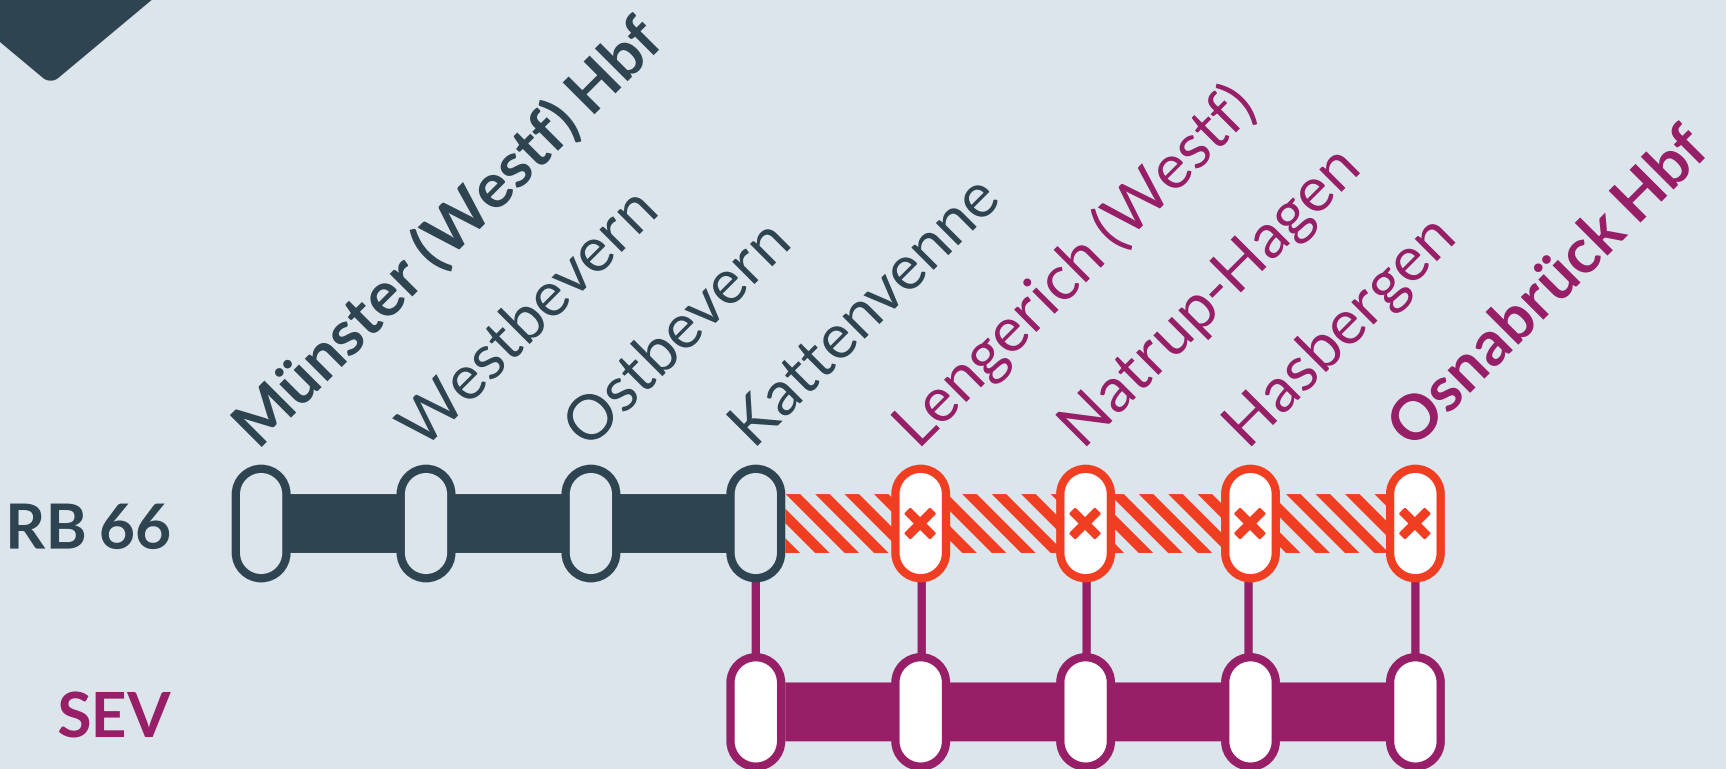 Münster (Westf) Hbf
Westbevern
Ostbevern
Kattenvenne
Lengerich (Westf)
Natrup-Hagen
Hasbergen
Osnabrück Hbf
RB 66
SEV